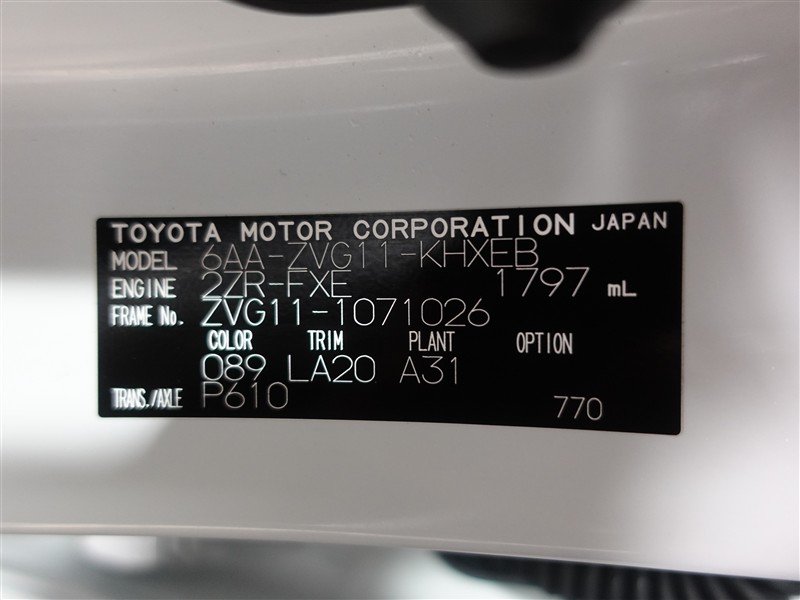 TOYOTA MOTOR CORPORATION JAPAN
MODEL 6AA-ZVG11-KHXEB
ENGINE 2ZR-FXE 1797 mL
FRAME No. ZVG11-1071026
COLOR TRIM PLANT OPTION
089 LA20 A31
TRANS./AXLE P610 770